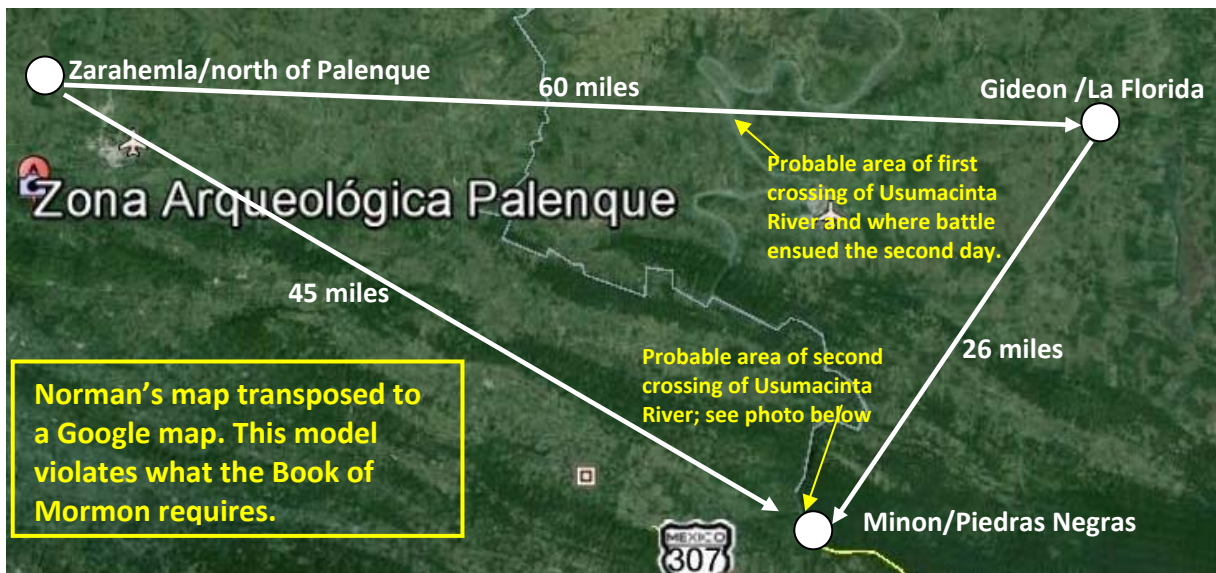 Zarahemla/north of Palenque
60 miles
Gideon /La Florida
Probable area of first
crossing of Usumacinta
River and where battle
ensued the second day.
A
Zona Arqueológica Palenque
45 miles
26 miles
Probable area of second
crossing of Usumacinta
River; see photo below
Norman’s map transposed to
a Google map. This model
violates what the Book of
Mormon requires.
Minon/Piedras Negras
MEXICO
307